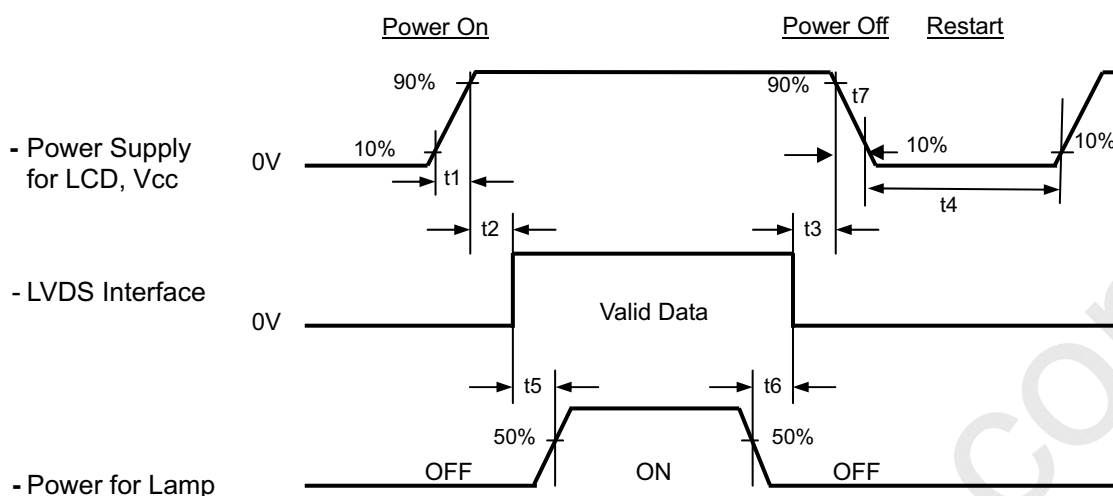 Power On
Power Off Restart
90%
90%
t7
10%
10%
10%
- Power Supply
for LCD, Vcc
0V
t1
t4
t2
t3
- LVDS Interface
0V
Valid Data
t5
t6
50%
50%
OFF
ON
OFF
- Power for Lamp
com